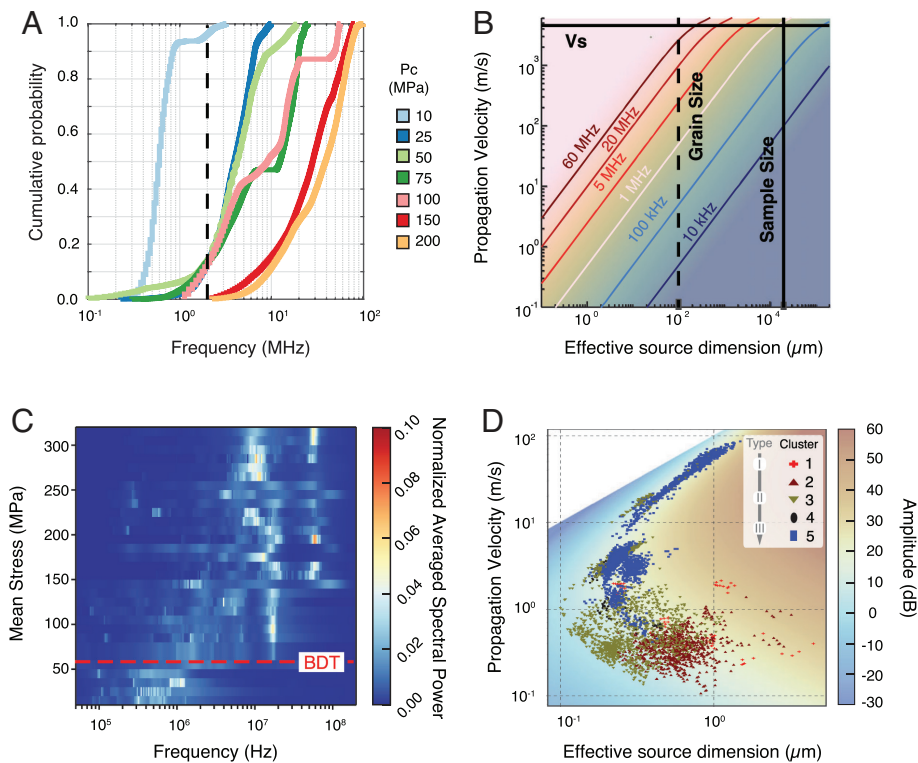 A
Cumulative probability
1.0
0.8
0.6
0.4
0.2
0.0
10⁻¹
10⁰
10¹
10²
Frequency (MHz)
Pc
(MPa)
10
25
50
75
100
150
200
B
Propagation Velocity (m/s)
10³
10²
10¹
10⁰
10⁻¹
Vs
60 MHz
20 MHz
5 MHz
1 MHz
100 kHz
10 kHz
Grain Size
Sample Size
10⁰
10²
10⁴
Effective source dimension (µm)
C
Mean Stress (MPa)
300
250
200
150
100
50
BDT
10⁵
10⁶
10⁷
10⁸
Frequency (Hz)
0.10
0.08
0.06
0.04
0.02
0.00
Normalized Averaged Spectral Power
D
Propagation Velocity (m/s)
10²
10¹
10⁰
10⁻¹
Type
Cluster
I
II
III
1
2
3
4
5
10⁻¹
10⁰
Effective source dimension (µm)
60
50
40
30
20
10
0
-10
-20
-30
Amplitude (dB)